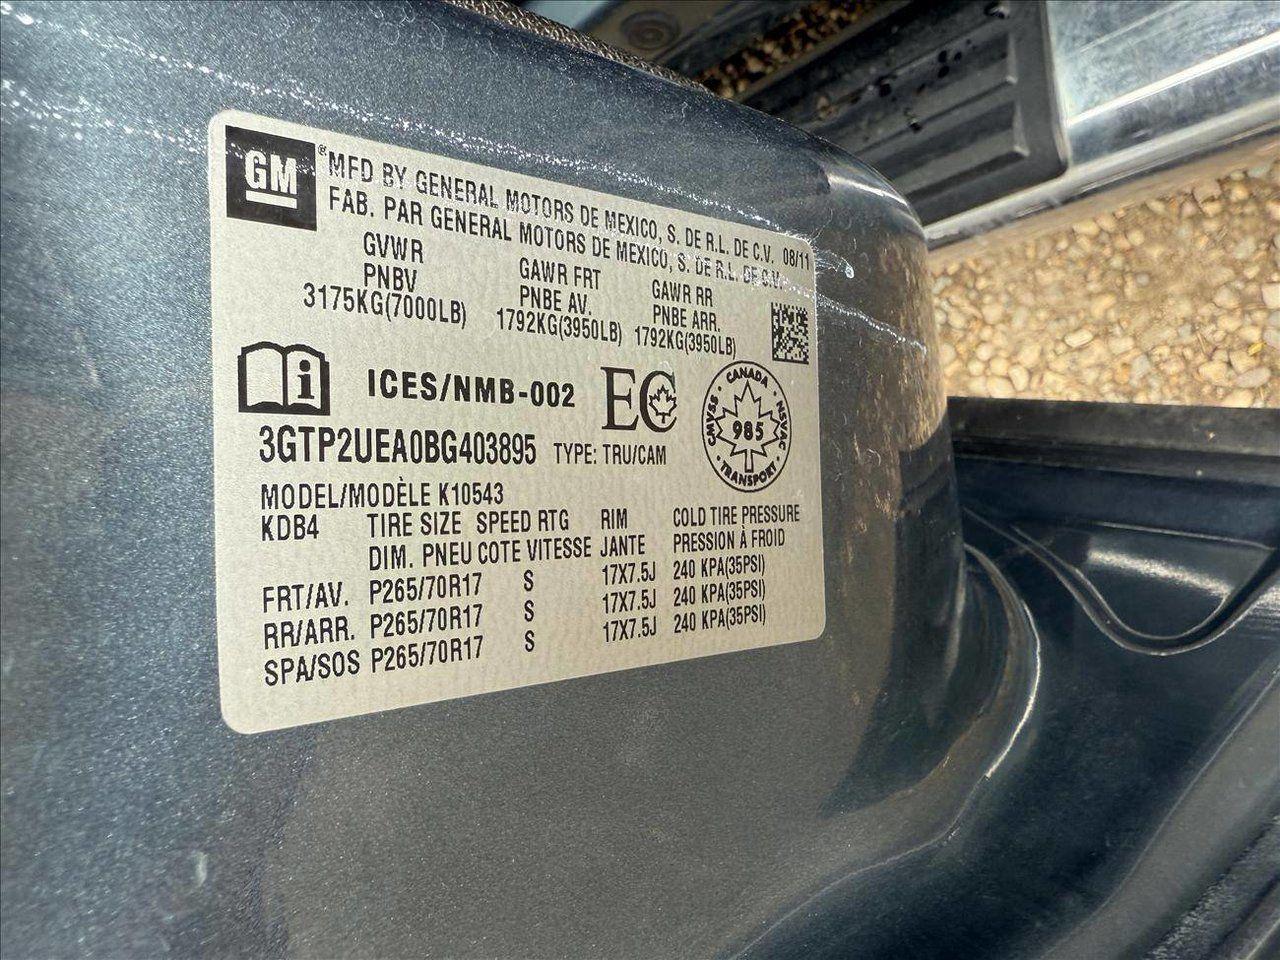 GM ® MFD BY GENERAL MOTORS DE MEXICO, S. DE R.L. DE C.V. 08/11
FAB. PAR GENERAL MOTORS DE MEXICO, S. DE R.L. DE C.V.
GVWR GAWR FRT GAWR RR
PNBV PNBE AV. PNBE ARR.
3175KG(7000LB) 1792KG(3950LB) 1792KG(3950LB)
i ICES/NMB-002 EC CANADA CMVSS NSVAC 985 TRANSPORT
3GTP2UEA0BG403895 TYPE: TRU/CAM
MODEL/MODÈLE K10543
KDB4 TIRE SIZE SPEED RTG RIM COLD TIRE PRESSURE
DIM. PNEU COTE VITESSE JANTE PRESSION À FROID
FRT/AV. P265/70R17 S 17X7.5J 240 KPA(35PSI)
RR/ARR. P265/70R17 S 17X7.5J 240 KPA(35PSI)
SPA/SOS P265/70R17 S 17X7.5J 240 KPA(35PSI)